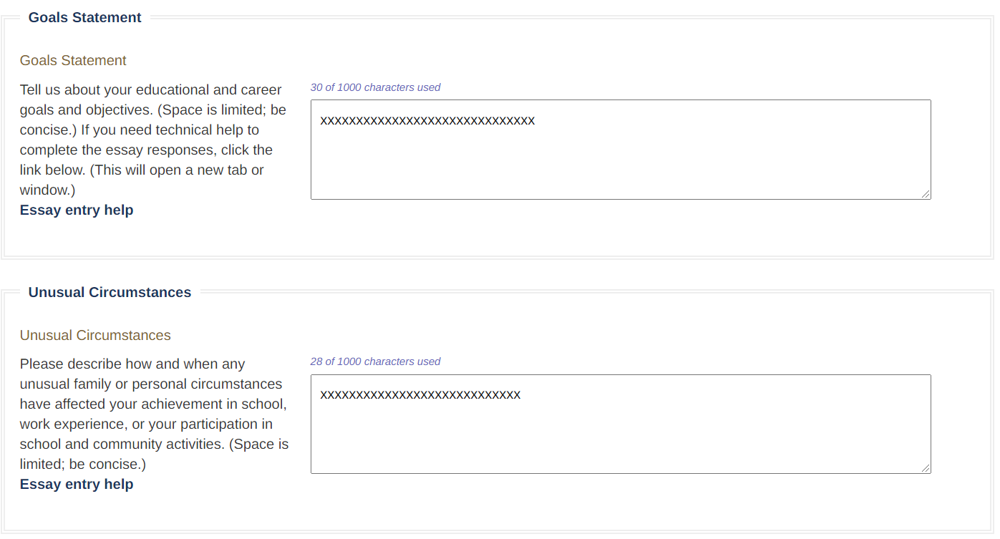 Goals Statement
Goals Statement
Tell us about your educational and career
goals and objectives. (Space is limited; be
concise.) If you need technical help to
complete the essay responses, click the
link below. (This will open a new tab or
window.)
Essay entry help
30 of 1000 characters used
xxxxxxxxxxxxxxxxxxxxxxxxxxxxxx
Unusual Circumstances
Unusual Circumstances
Please describe how and when any
unusual family or personal circumstances
have affected your achievement in school,
work experience, or your participation in
school and community activities. (Space is
limited; be concise.)
Essay entry help
28 of 1000 characters used
xxxxxxxxxxxxxxxxxxxxxxxxxxxx